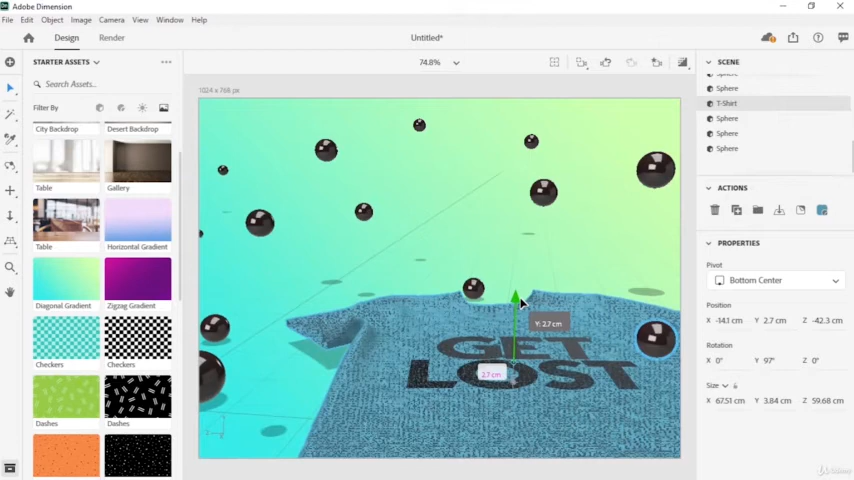 Dn Adobe Dimension
File Edit Object Image Camera View Window Help
Design Render Untitled*
STARTER ASSETS
Search Assets...
Filter By
City Backdrop Desert Backdrop
Table Gallery
Table Horizontal Gradient
Diagonal Gradient Zigzag Gradient
Checkers Checkers
Dashes Dashes
74.8%
1024 x 768 px
Y: 2.7 cm
GET
LOST
2.7 cm
SCENE
Sphere
Sphere
T-Shirt
Sphere
Sphere
Sphere
ACTIONS
PROPERTIES
Pivot
Bottom Center
Position
X -14.1 cm Y 2.7 cm Z -42.3 cm
Rotation
X 0° Y 97° Z 0°
Size
X 67.51 cm Y 3.84 cm Z 59.68 cm
Udemy